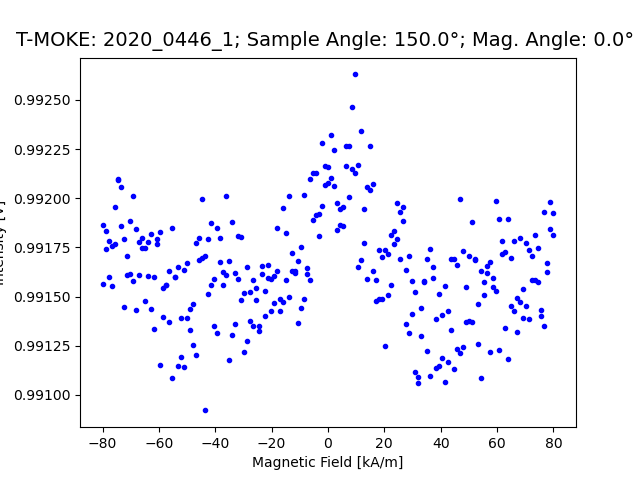 T-MOKE: 2020_0446_1; Sample Angle: 150.0°; Mag. Angle: 0.0°
0.99250
0.99225
0.99200
0.99175
0.99150
0.99125
0.99100
Intensity [V]
−80 −60 −40 −20 0 20 40 60 80
Magnetic Field [kA/m]